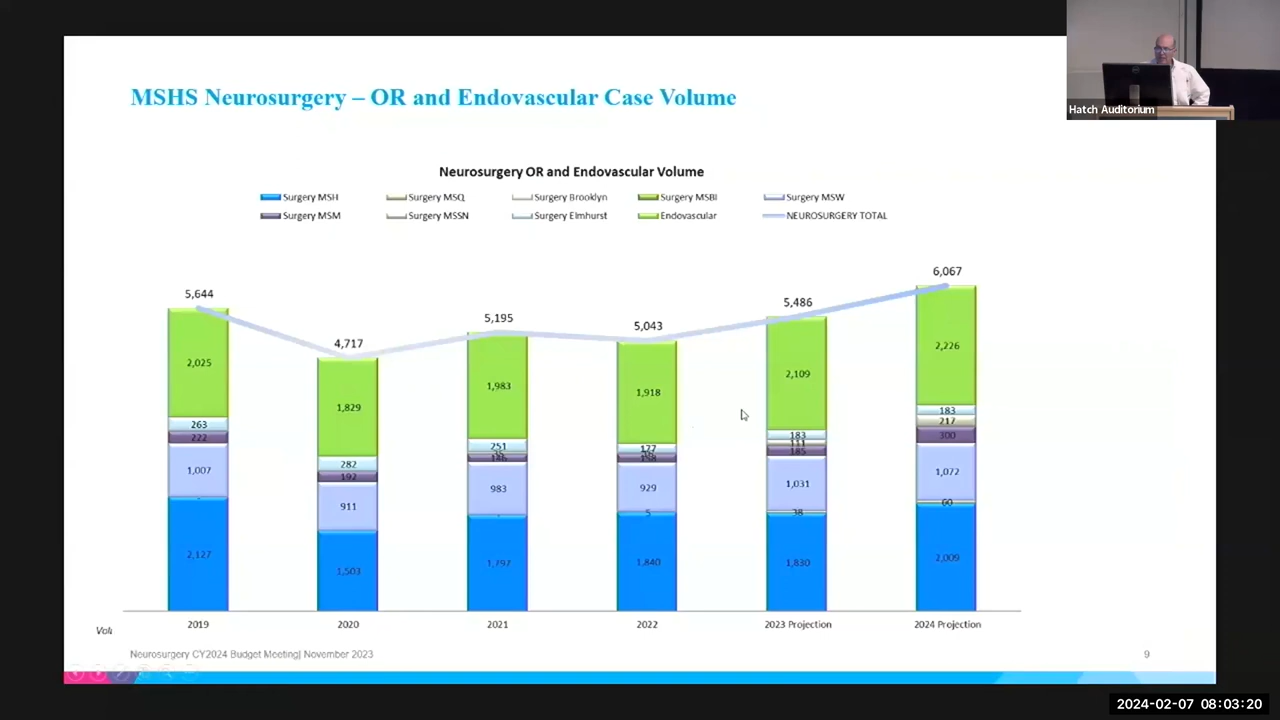 MSHS Neurosurgery – OR and Endovascular Case Volume
Hatch Auditorium
Neurosurgery OR and Endovascular Volume
Surgery MSH Surgery MSQ Surgery Brooklyn Surgery MSBI Surgery MSW
Surgery MSM Surgery MSSN Surgery Elmhurst Endovascular NEUROSURGERY TOTAL
5,644 4,717 5,195 5,043 5,486 6,067
2,025 1,829 1,983 1,918 2,109 2,226
263 282 251 177 183 183
111 217
222 192 185 300
1,007 911 983 929 1,031 1,072
5 38 60
2,127 1,503 1,797 1,840 1,830 2,009
2019 2020 2021 2022 2023 Projection 2024 Projection
Neurosurgery CY2024 Budget Meeting| November 2023
9
2024-02-07 08:03:20